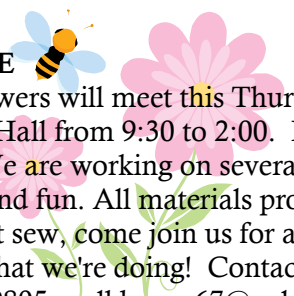 E
wers will meet this Thur
Hall from 9:30 to 2:00.
e are working on severa
nd fun. All materials pro
t sew, come join us for a
hat we're doing! Contac